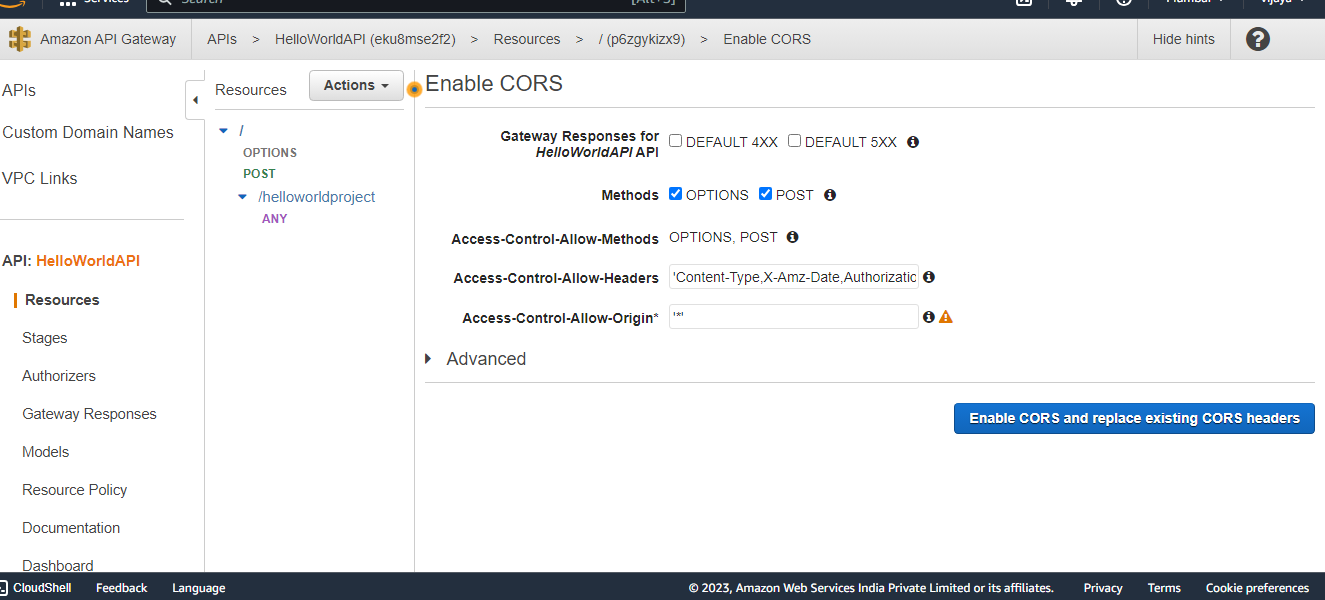 Services
Search
[Alt+S]
Mumbai
Vijaya
Amazon API Gateway
APIs > HelloWorldAPI (eku8mse2f2) > Resources > / (p6zgykizx9) > Enable CORS
Hide hints
APIs
Custom Domain Names
VPC Links
API: HelloWorldAPI
Resources
Stages
Authorizers
Gateway Responses
Models
Resource Policy
Documentation
Dashboard
Resources
Actions
/
OPTIONS
POST
/helloworldproject
ANY
Enable CORS
Gateway Responses for DEFAULT 4XX DEFAULT 5XX
HelloWorldAPI API
Methods OPTIONS POST
Access-Control-Allow-Methods OPTIONS, POST
Access-Control-Allow-Headers 'Content-Type,X-Amz-Date,Authorizatio
Access-Control-Allow-Origin* '*'
Advanced
Enable CORS and replace existing CORS headers
CloudShell Feedback Language © 2023, Amazon Web Services India Private Limited or its affiliates. Privacy Terms Cookie preferences